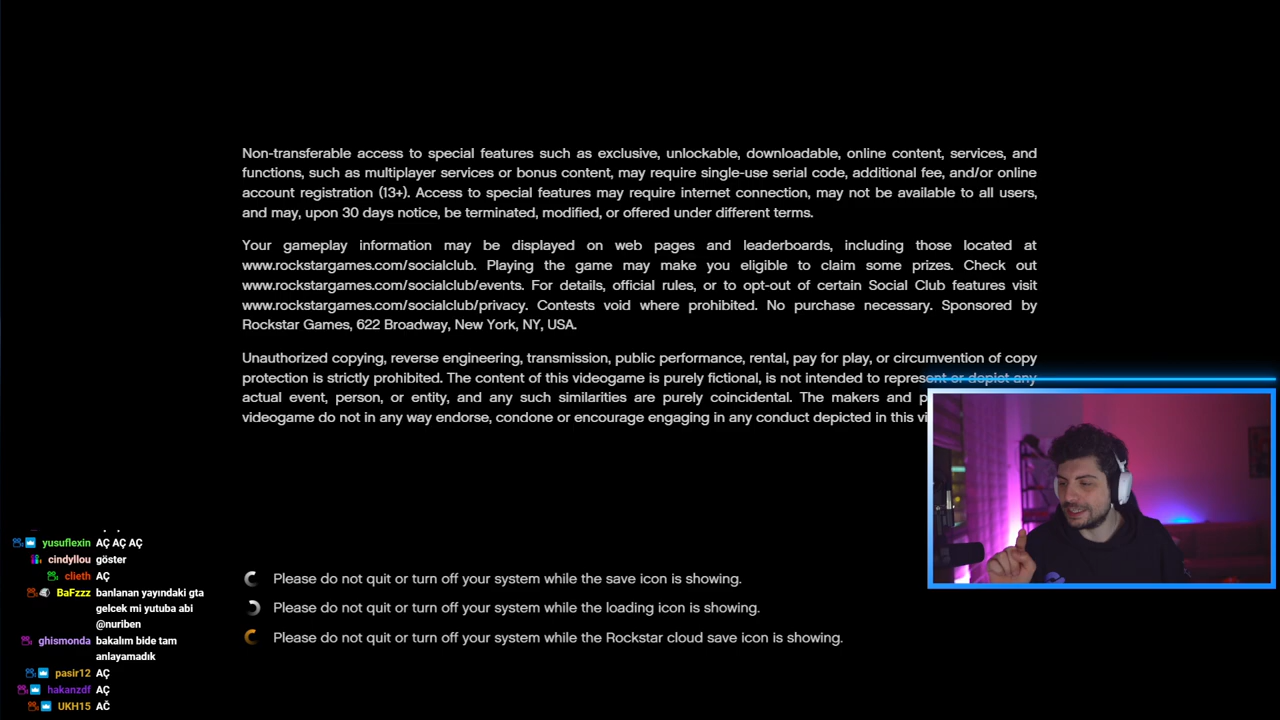 Non-transferable access to special features such as exclusive, unlockable, downloadable, online content, services, and
functions, such as multiplayer services or bonus content, may require single-use serial code, additional fee, and/or online
account registration (13+). Access to special features may require internet connection, may not be available to all users,
and may, upon 30 days notice, be terminated, modified, or offered under different terms.
Your gameplay information may be displayed on web pages and leaderboards, including those located at
www.rockstargames.com/socialclub. Playing the game may make you eligible to claim some prizes. Check out
www.rockstargames.com/socialclub/events. For details, official rules, or to opt-out of certain Social Club features visit
www.rockstargames.com/socialclub/privacy. Contests void where prohibited. No purchase necessary. Sponsored by
Rockstar Games, 622 Broadway, New York, NY, USA.
Unauthorized copying, reverse engineering, transmission, public performance, rental, pay for play, or circumvention of copy
protection is strictly prohibited. The content of this videogame is purely fictional, is not intended to represent or depict any
actual event, person, or entity, and any such similarities are purely coincidental. The makers and
videogame do not in any way endorse, condone or encourage engaging in any conduct depicted in this
Please do not quit or turn off your system while the save icon is showing.
Please do not quit or turn off your system while the loading icon is showing.
Please do not quit or turn off your system while the Rockstar cloud save icon is showing.
yusuflexin AÇ AÇ AÇ
cindyllou göster
clieth AÇ
BaFzzz banlanan yayındaki gta
gelcek mi yutuba abi
@nuriben
ghismonda bakalım bide tam
anlayamadık
pasir12 AÇ
hakanzdf AÇ
UKH15 AČ